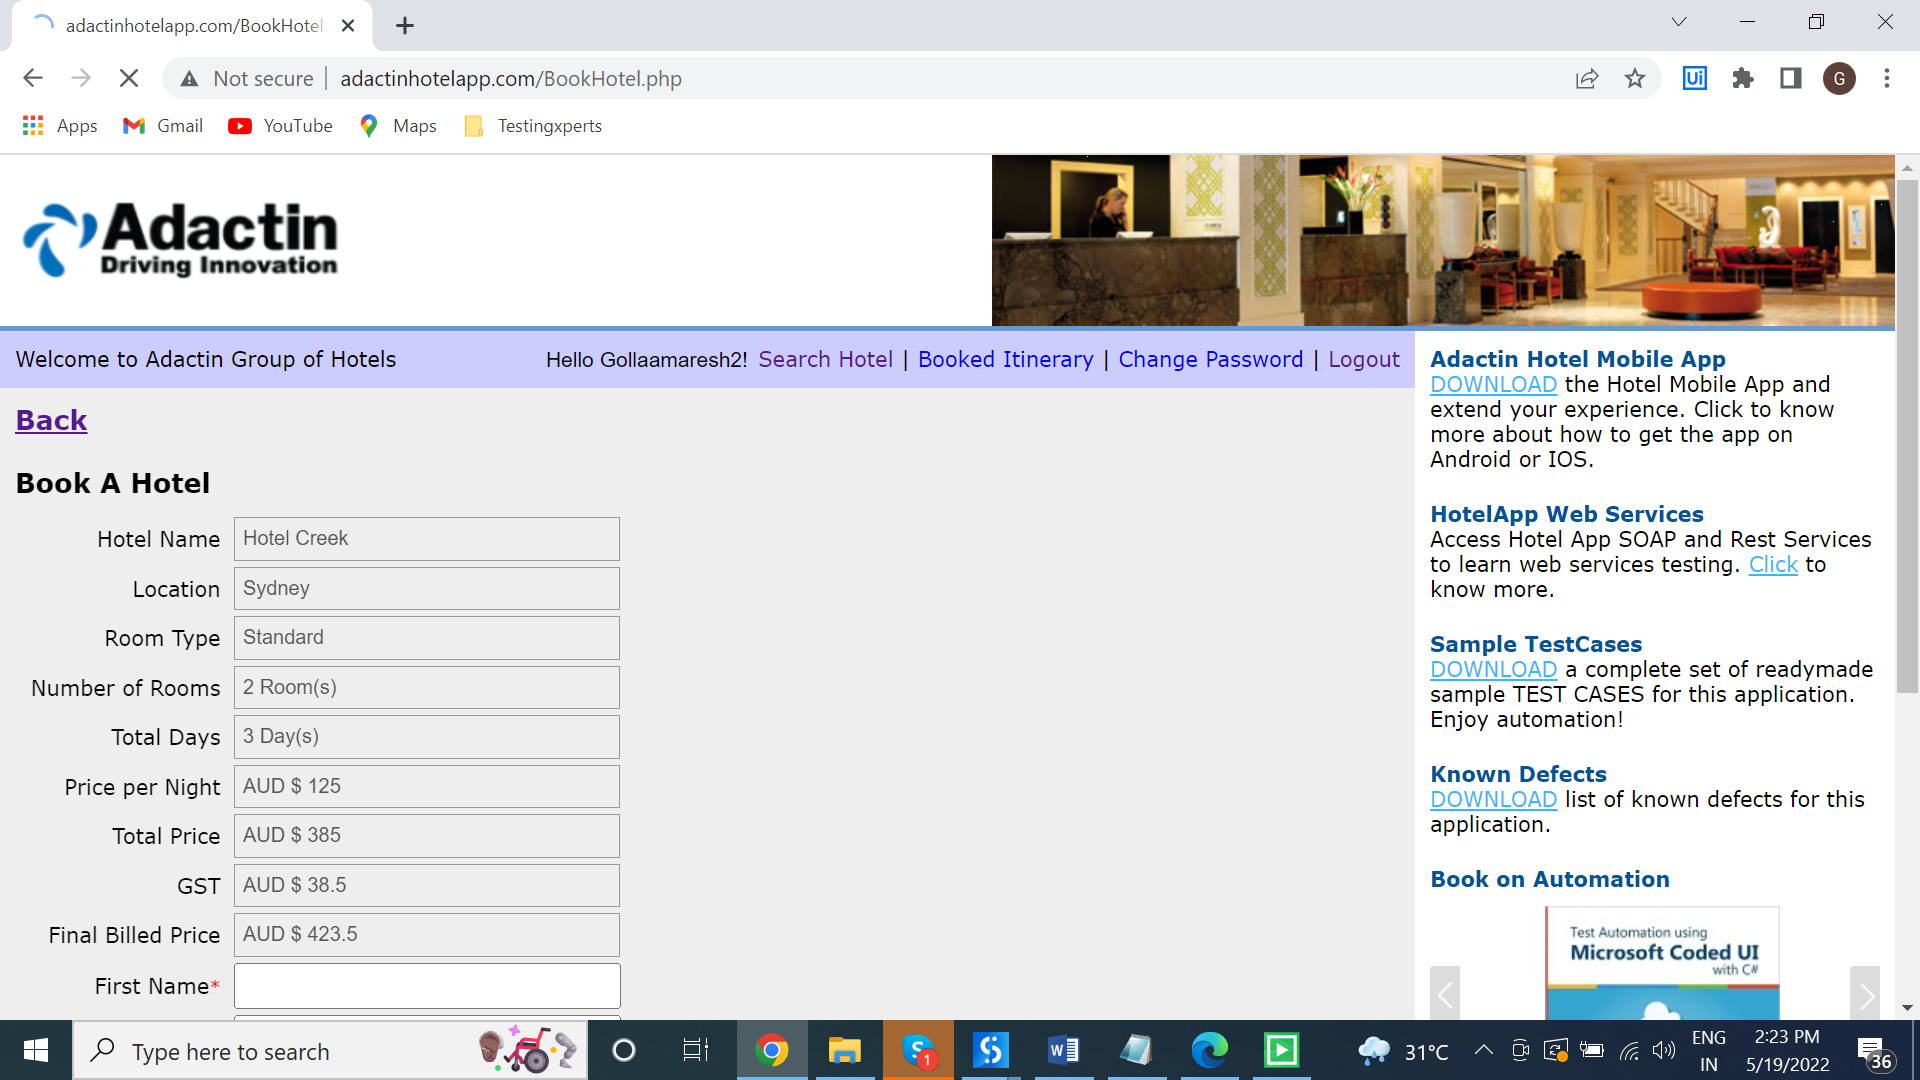 adactinhotelapp.com/BookHotel.
Not secure
adactinhotelapp.com/BookHotel.php
Ui
G
Apps
Gmail
YouTube
Maps
Testingxperts
Adactin
Driving Innovation
Welcome to Adactin Group of Hotels
Hello Gollaamaresh2! Search Hotel | Booked Itinerary | Change Password | Logout
Back
Book A Hotel
Hotel Name Hotel Creek
Location Sydney
Room Type Standard
Number of Rooms 2 Room(s)
Total Days 3 Day(s)
Price per Night AUD $ 125
Total Price AUD $ 385
GST AUD $ 38.5
Final Billed Price AUD $ 423.5
First Name*
Adactin Hotel Mobile App
DOWNLOAD the Hotel Mobile App and
extend your experience. Click to know
more about how to get the app on
Android or IOS.
HotelApp Web Services
Access Hotel App SOAP and Rest Services
to learn web services testing. Click to
know more.
Sample TestCases
DOWNLOAD a complete set of readymade
sample TEST CASES for this application.
Enjoy automation!
Known Defects
DOWNLOAD list of known defects for this
application.
Book on Automation
Test Automation using
Microsoft Coded UI
with C#
Type here to search
1
31°C
ENG
IN
2:23 PM
5/19/2022
36